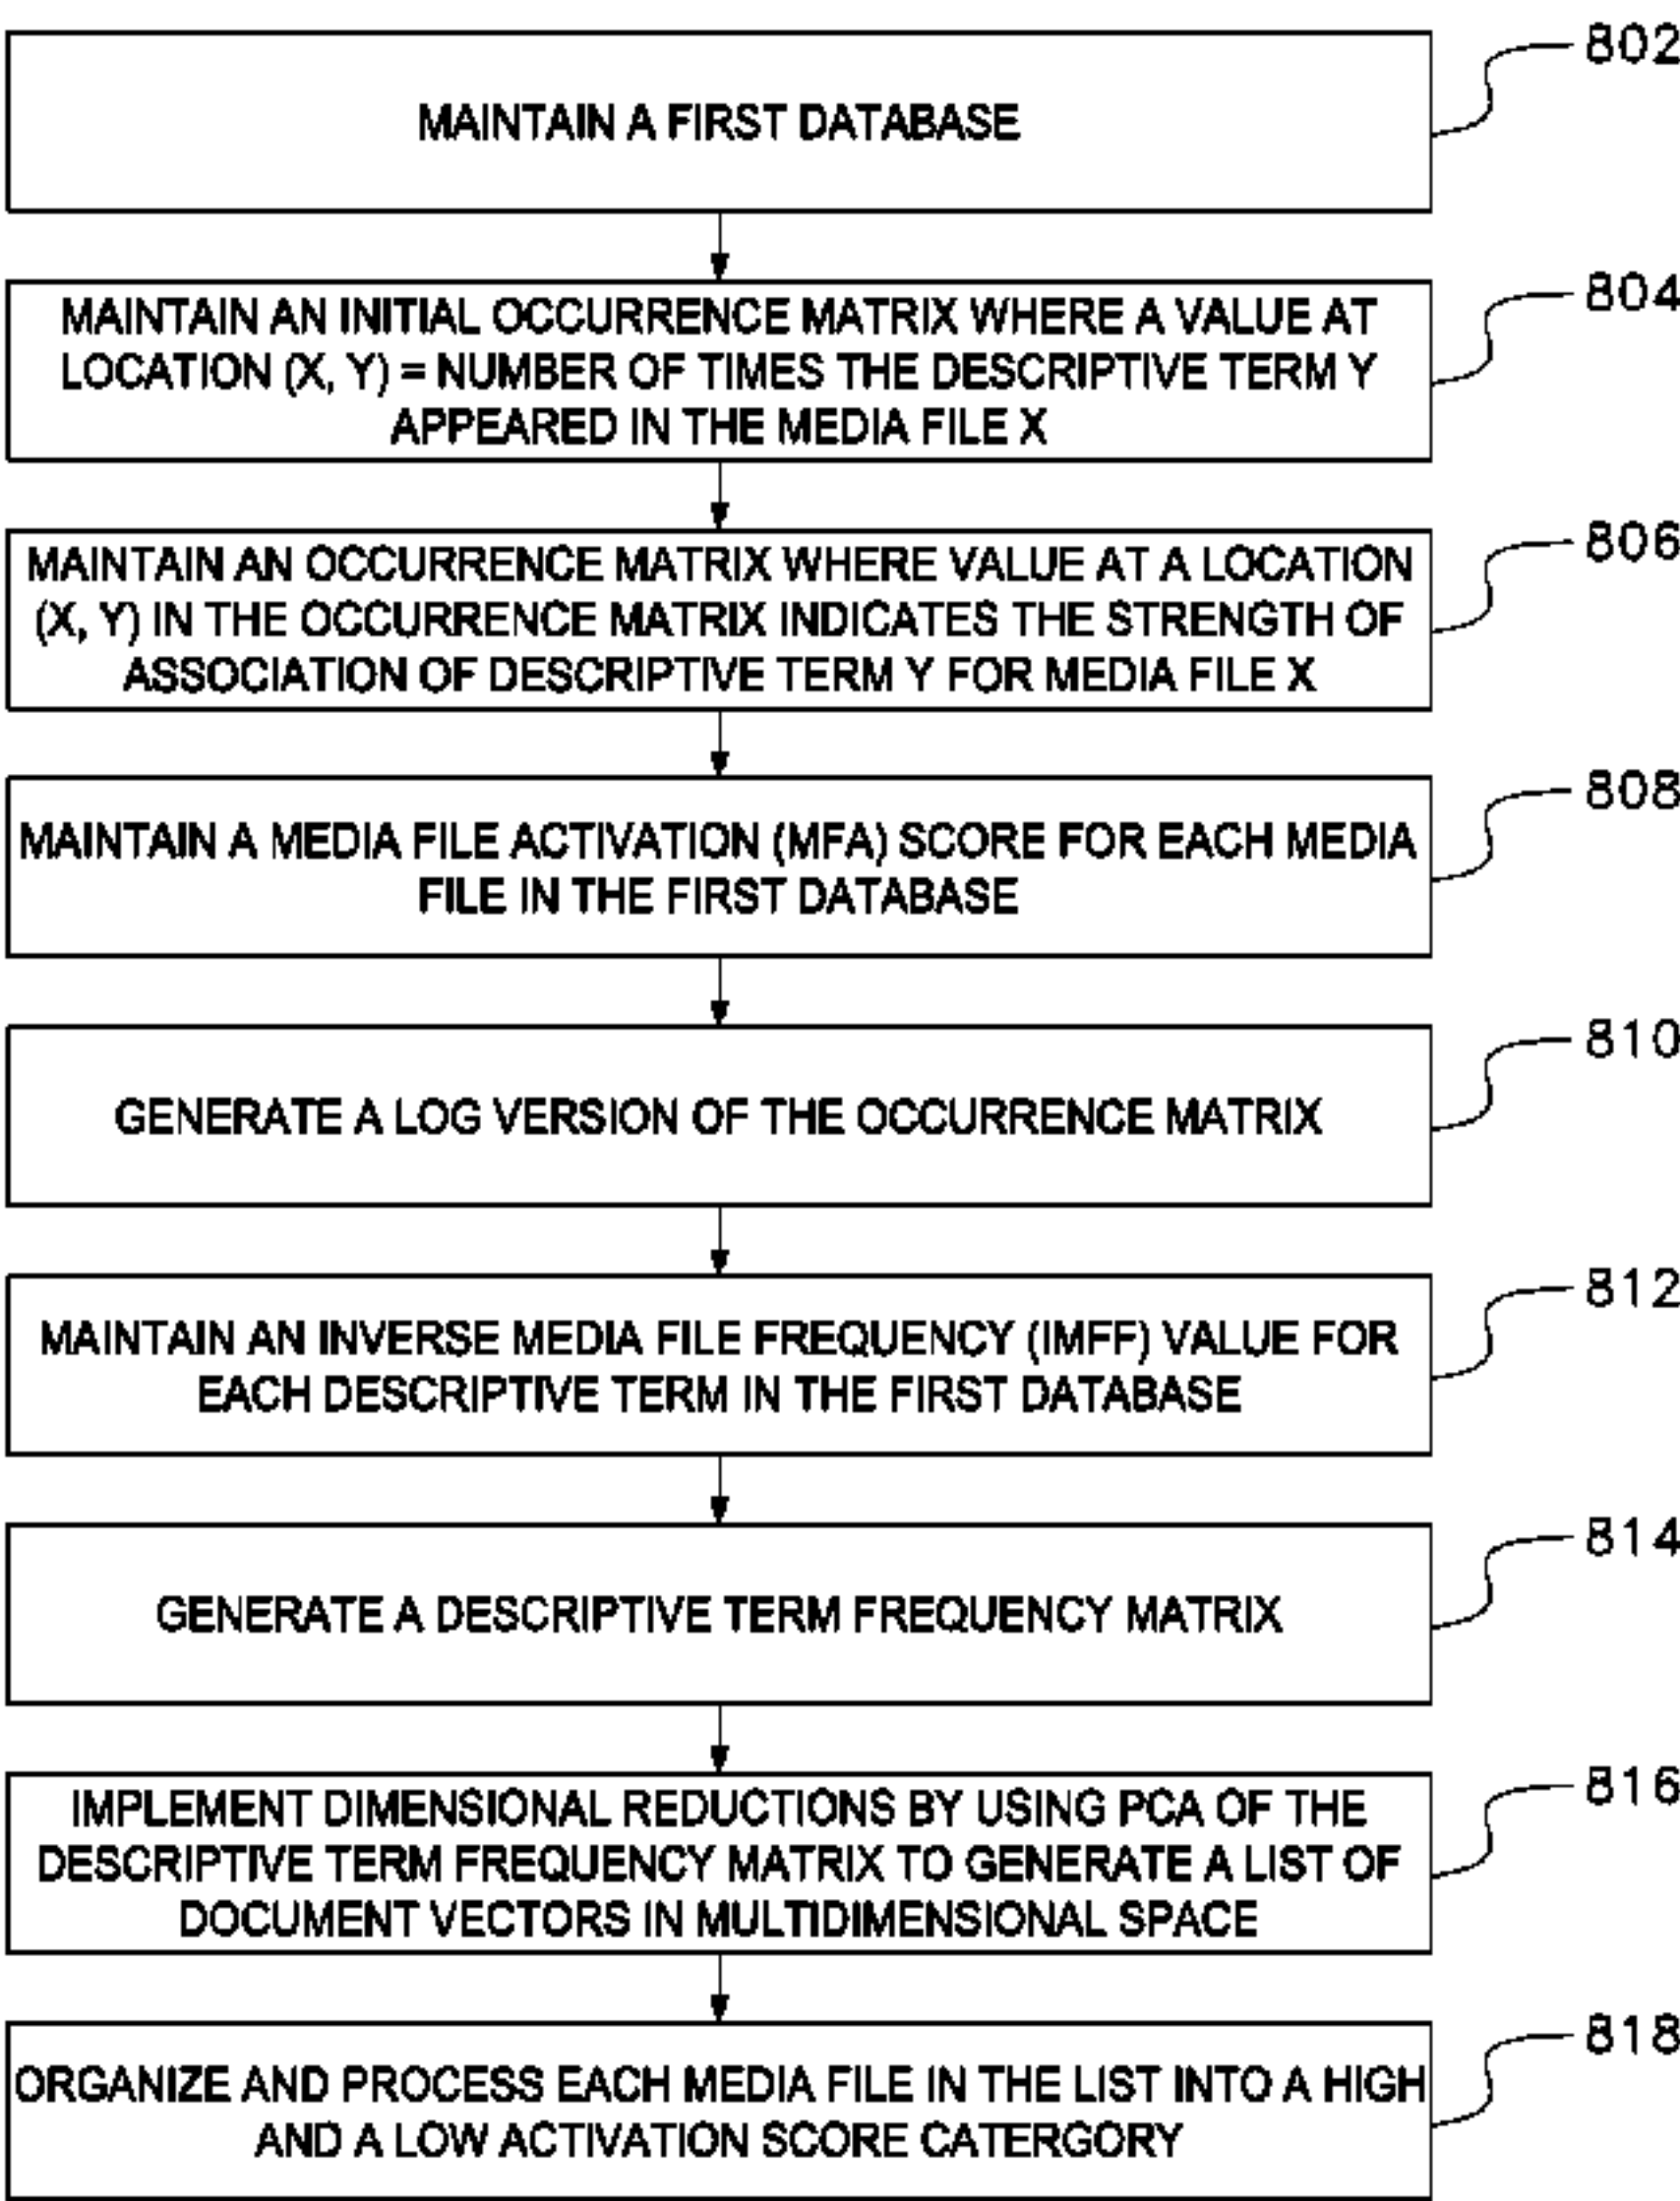 802
MAINTAIN A FIRST DATABASE
804
MAINTAIN AN INITIAL OCCURRENCE MATRIX WHERE A VALUE AT
LOCATION (X, Y) = NUMBER OF TIMES THE DESCRIPTIVE TERM Y
APPEARED IN THE MEDIA FILE X
806
MAINTAIN AN OCCURRENCE MATRIX WHERE VALUE AT A LOCATION
(X, Y) IN THE OCCURRENCE MATRIX INDICATES THE STRENGTH OF
ASSOCIATION OF DESCRIPTIVE TERM Y FOR MEDIA FILE X
808
MAINTAIN A MEDIA FILE ACTIVATION (MFA) SCORE FOR EACH MEDIA
FILE IN THE FIRST DATABASE
810
GENERATE A LOG VERSION OF THE OCCURRENCE MATRIX
812
MAINTAIN AN INVERSE MEDIA FILE FREQUENCY (IMFF) VALUE FOR
EACH DESCRIPTIVE TERM IN THE FIRST DATABASE
814
GENERATE A DESCRIPTIVE TERM FREQUENCY MATRIX
816
IMPLEMENT DIMENSIONAL REDUCTIONS BY USING PCA OF THE
DESCRIPTIVE TERM FREQUENCY MATRIX TO GENERATE A LIST OF
DOCUMENT VECTORS IN MULTIDIMENSIONAL SPACE
818
ORGANIZE AND PROCESS EACH MEDIA FILE IN THE LIST INTO A HIGH
AND A LOW ACTIVATION SCORE CATERGORY